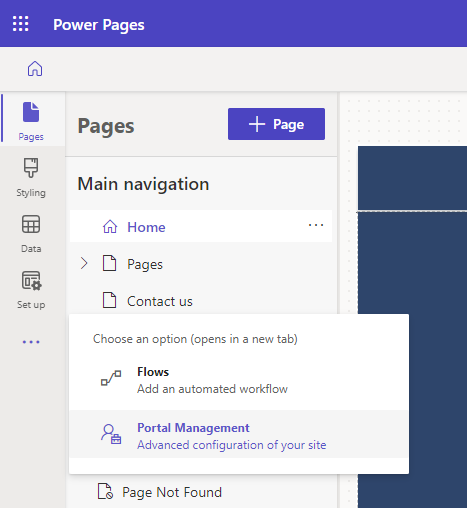 Power Pages
Pages
Styling
Data
Set up
Pages
Page
Main navigation
Home
Pages
Contact us
Choose an option (opens in a new tab)
Flows
Add an automated workflow
Portal Management
Advanced configuration of your site
Page Not Found